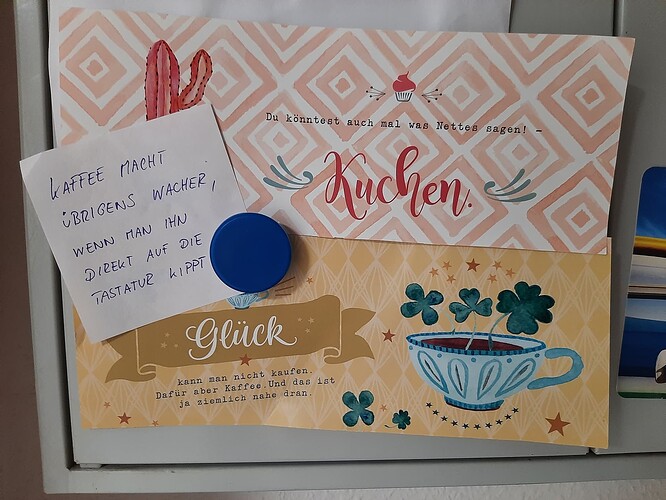 Du könntest auch mal was Nettes sagen! –
Kuchen.
KAFFEE MACHT
ÜBRIGENS WACHER,
WENN MAN IHN
DIREKT AUF DIE
TASTATUR KIPPT
Glück
kann man nicht kaufen.
Dafür aber Kaffee.Und das ist
ja ziemlich nahe dran.